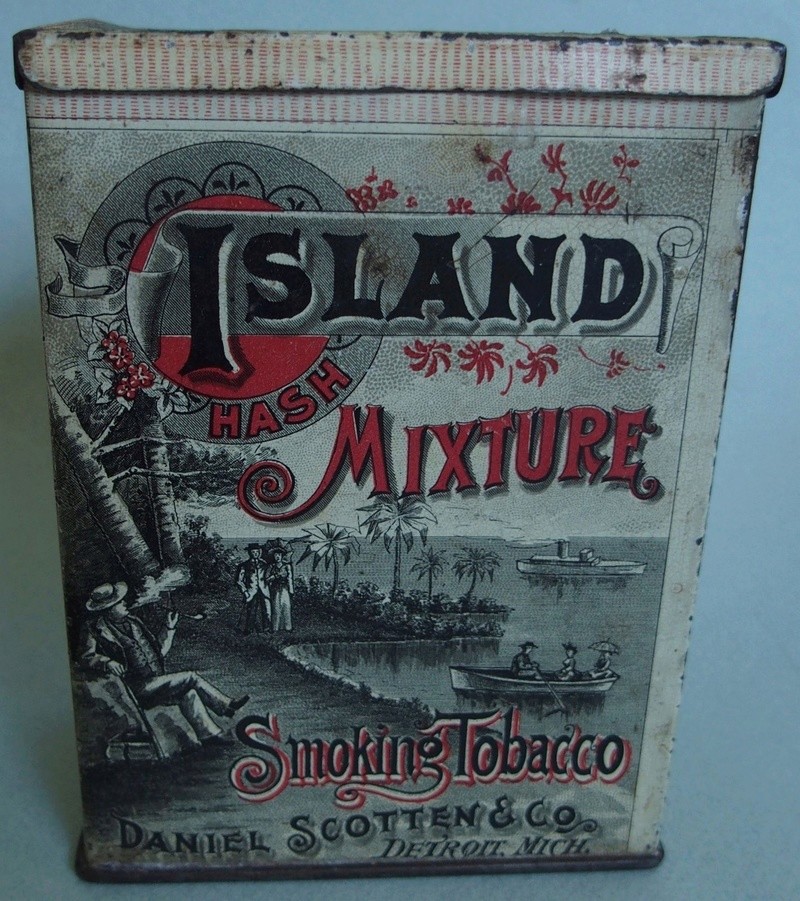 ISLAND
HASH
MIXTURE
Smoking Tobacco
DANIEL SCOTTEN & CO.
DETROIT, MICH.